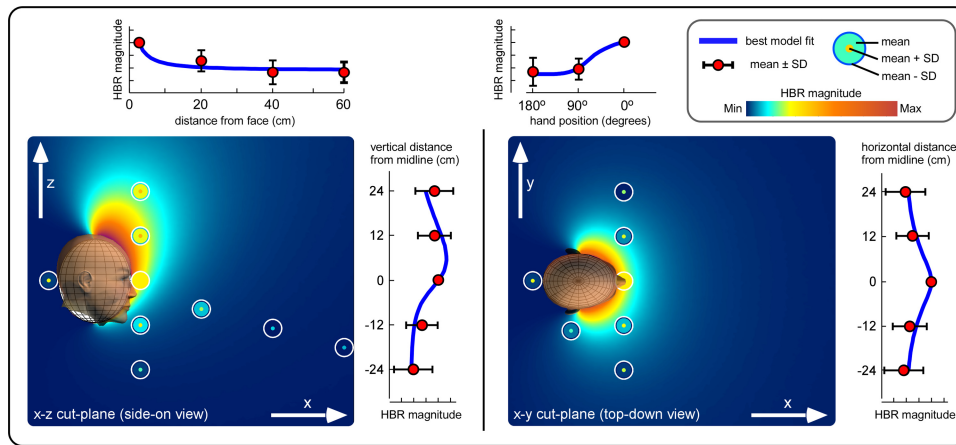 HBR magnitude
0
20
40
60
distance from face (cm)
HBR magnitude
180º
90º
0º
hand position (degrees)
best model fit
mean ± SD
mean
mean + SD
mean - SD
HBR magnitude
Min
Max
z
x-z cut-plane (side-on view)
x
vertical distance
from midline (cm)
24
12
0
-12
-24
HBR magnitude
y
x-y cut-plane (top-down view)
x
horizontal distance
from midline (cm)
24
12
0
-12
-24
HBR magnitude